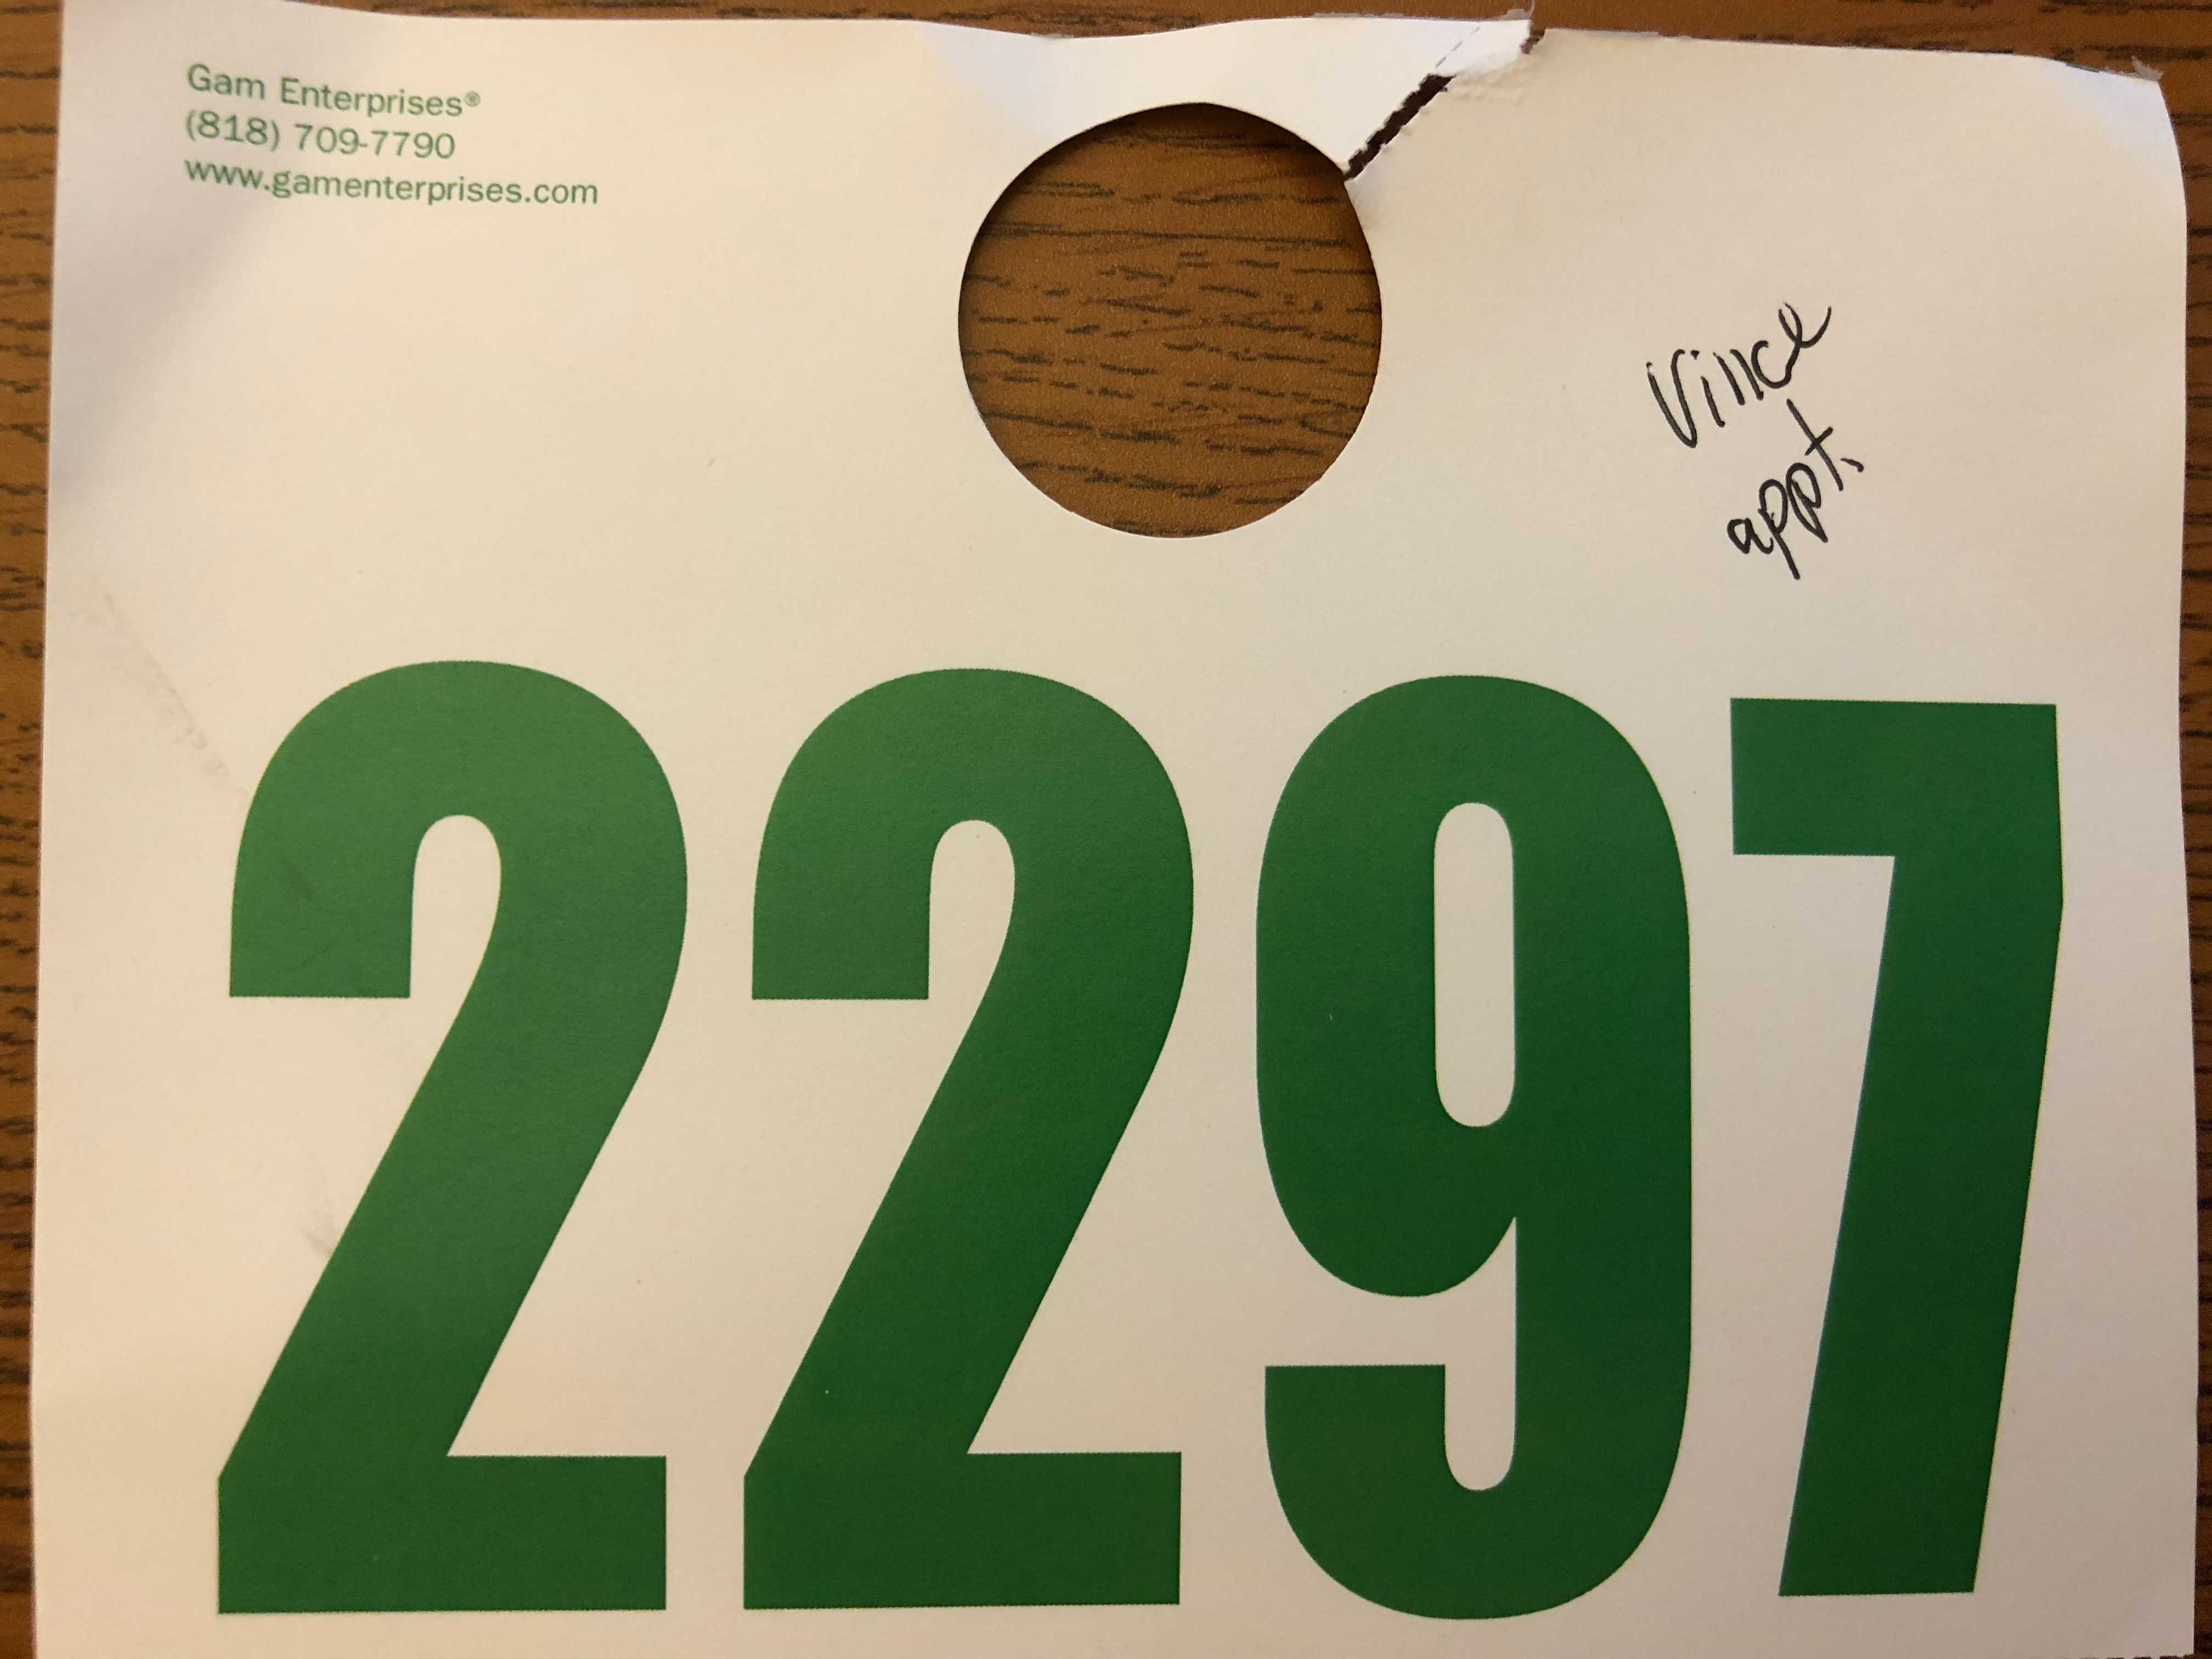 Gam Enterprises®
(818) 709-7790
www.gamenterprises.com
Vince
appt.
2297